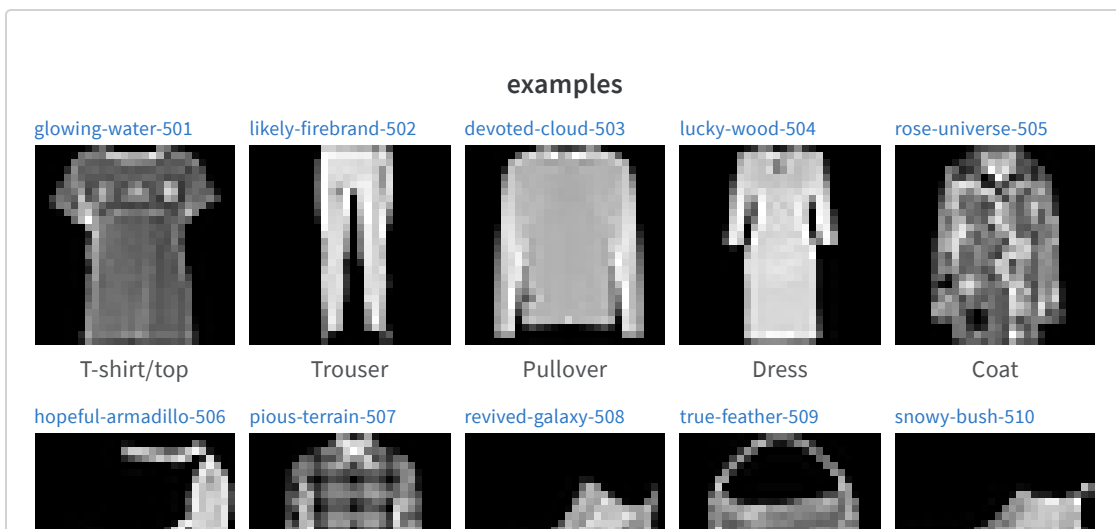 examples
glowing-water-501 likely-firebrand-502 devoted-cloud-503 lucky-wood-504 rose-universe-505
T-shirt/top Trouser Pullover Dress Coat
hopeful-armadillo-506 pious-terrain-507 revived-galaxy-508 true-feather-509 snowy-bush-510